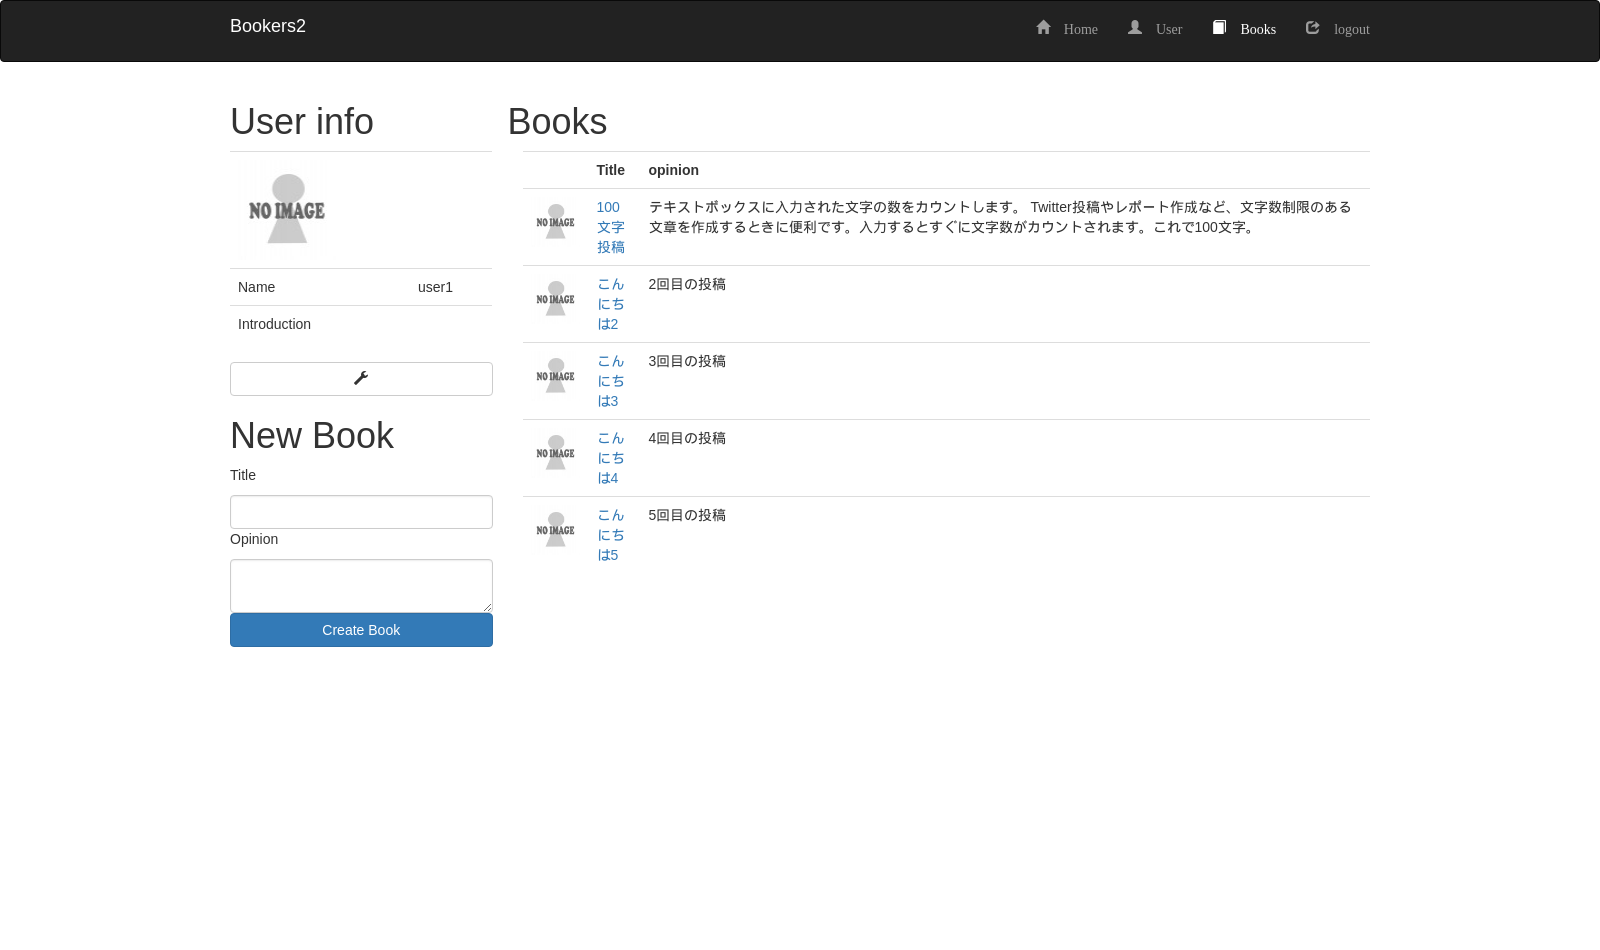 Bookers2
Home User Books logout
User info
NO IMAGE
Name user1
Introduction
New Book
Title
Opinion
Create Book
Books
Title opinion
NO IMAGE
100
文字
投稿
テキストボックスに入力された文字の数をカウントします。 Twitter投稿やレポート作成など、文字数制限のある
文章を作成するときに便利です。入力するとすぐに文字数がカウントされます。これで100文字。
NO IMAGE
こん
にち
は2
2回目の投稿
NO IMAGE
こん
にち
は3
3回目の投稿
NO IMAGE
こん
にち
は4
4回目の投稿
NO IMAGE
こん
にち
は5
5回目の投稿